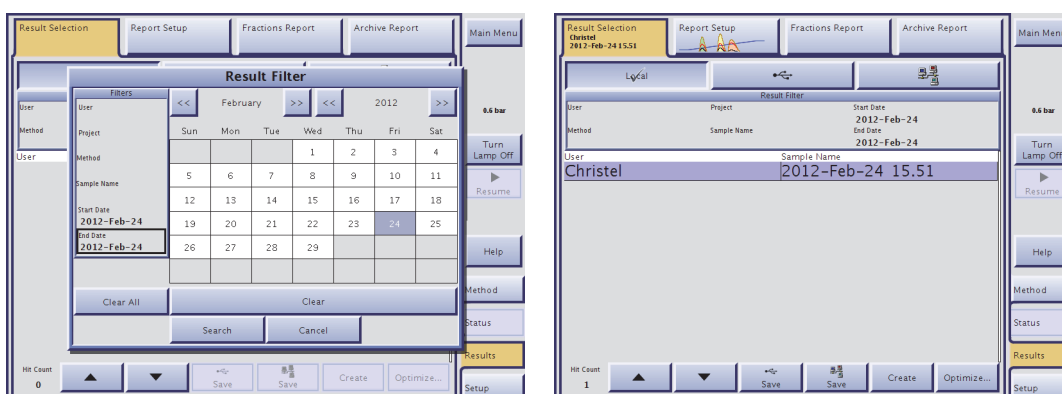 Result Selection
Report Setup
Fractions Report
Archive Report
Main Menu
Result Filter
Filters
User
Project
Method
Sample Name
Start Date
2012-Feb-24
End Date
2012-Feb-24
<< February >> << 2012 >>
Sun Mon Tue Wed Thu Fri Sat
1 2 3 4
5 6 7 8 9 10 11
12 13 14 15 16 17 18
19 20 21 22 23 24 25
26 27 28 29
Clear All
Clear
Search
Cancel
User
Method
User
0.6 bar
Turn
Lamp Off
Resume
Help
Method
Status
Results
Setup
Hit Count
0
Save
Save
Create
Optimize...
Result Selection
Christel
2012-Feb-24 15.51
Report Setup
Fractions Report
Archive Report
Main Men
Local
Result Filter
User
Project
Start Date
2012-Feb-24
Method
Sample Name
End Date
2012-Feb-24
User
Sample Name
Christel
2012-Feb-24 15.51
0.6 bar
Turn
Lamp Off
Resume
Help
Method
Status
Results
Setup
Hit Count
1
Save
Save
Create
Optimize...